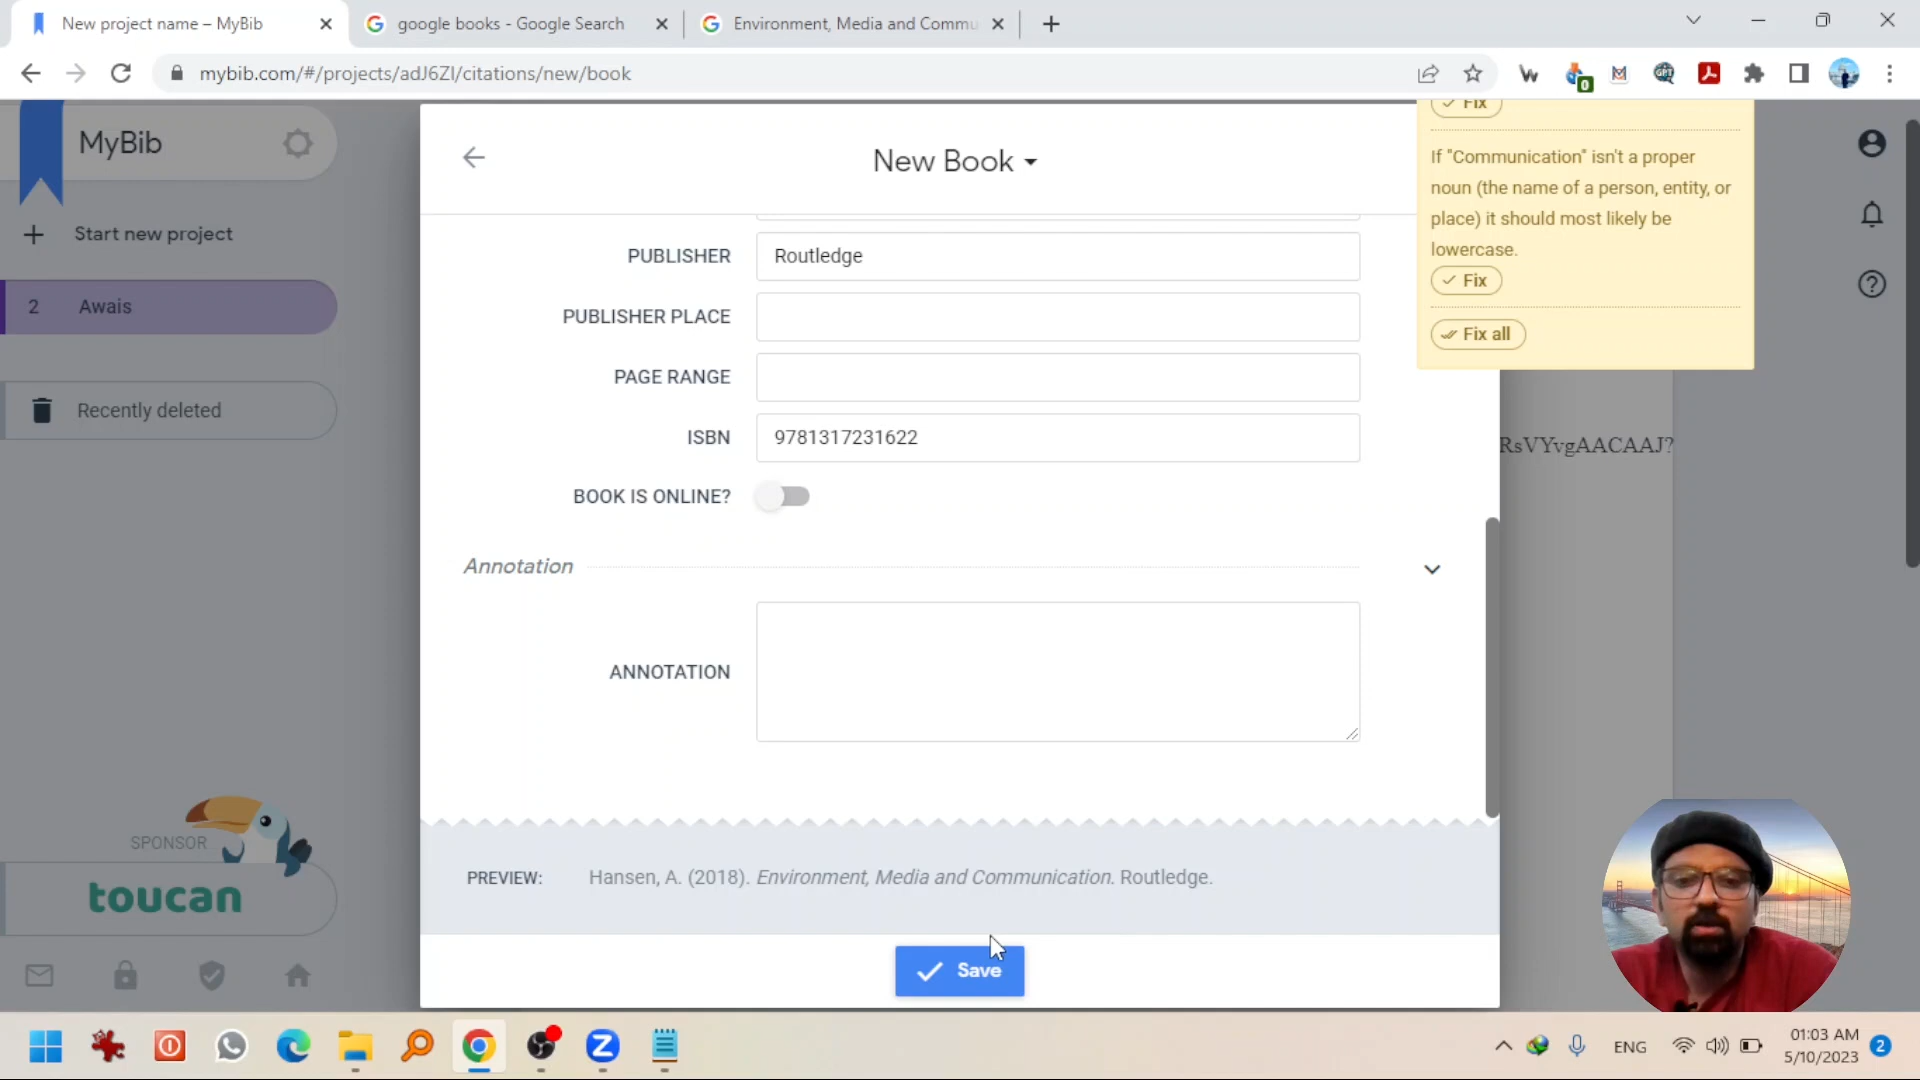 New project name – MyBib
google books - Google Search
Environment, Media and Commu
mybib.com/#/projects/adJ6ZI/citations/new/book
W
0
GPT
MyBib
Start new project
2 Awais
Recently deleted
SPONSOR
toucan
New Book
PUBLISHER Routledge
PUBLISHER PLACE
PAGE RANGE
ISBN 9781317231622
BOOK IS ONLINE?
Annotation
ANNOTATION
PREVIEW: Hansen, A. (2018). Environment, Media and Communication. Routledge.
Save
Fix
If "Communication" isn't a proper
noun (the name of a person, entity, or
place) it should most likely be
lowercase.
Fix
Fix all
RsVYvgAACAAJ?
ENG
01:03 AM
5/10/2023
2